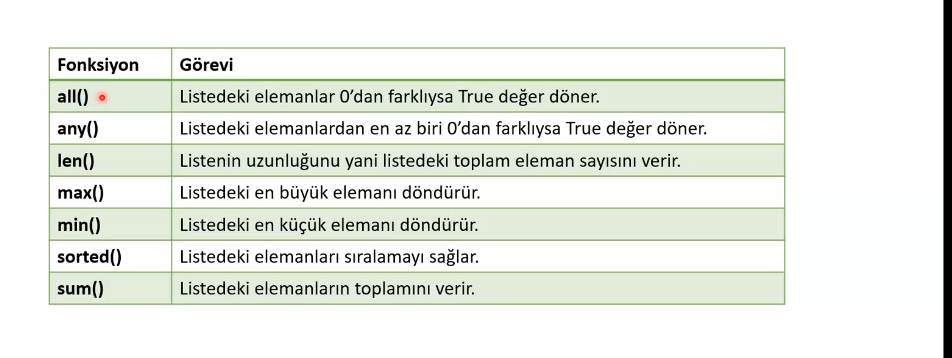 Fonksiyon Görevi
all() Listedeki elemanlar 0’dan farklıysa True değer döner.
any() Listedeki elemanlardan en az biri 0’dan farklıysa True değer döner.
len() Listenin uzunluğunu yani listedeki toplam eleman sayısını verir.
max() Listedeki en büyük elemanı döndürür.
min() Listedeki en küçük elemanı döndürür.
sorted() Listedeki elemanları sıralamayı sağlar.
sum() Listedeki elemanların toplamını verir.